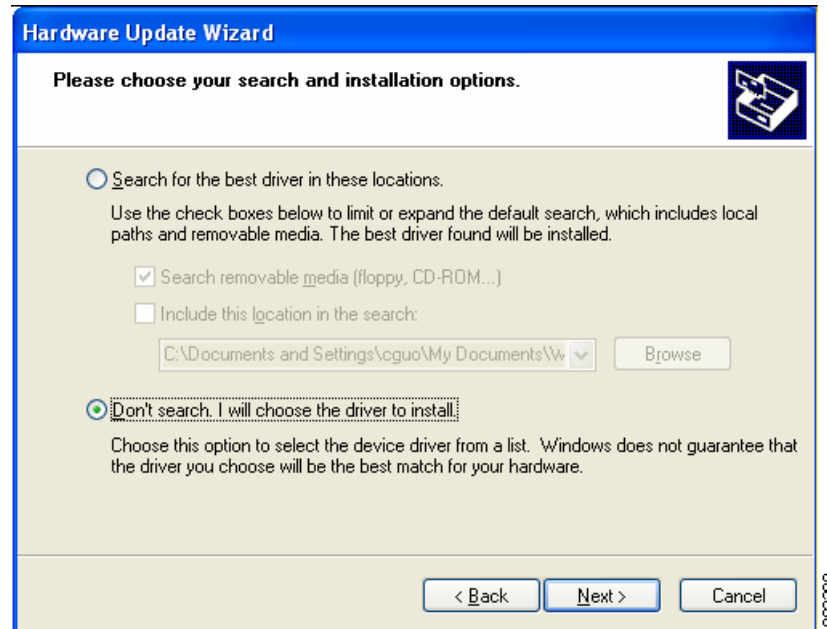 Hardware Update Wizard
Please choose your search and installation options.
Search for the best driver in these locations.
Use the check boxes below to limit or expand the default search, which includes local
paths and removable media. The best driver found will be installed.
Search removable media (floppy, CD-ROM...)
Include this location in the search:
C:\Documents and Settings\cguo\My Documents\W
Browse
Don't search. I will choose the driver to install.
Choose this option to select the device driver from a list. Windows does not guarantee that
the driver you choose will be the best match for your hardware.
< Back
Next >
Cancel